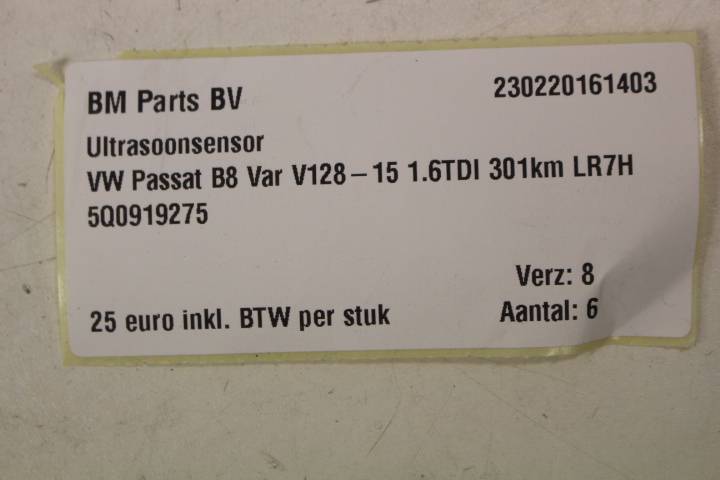 BM Parts BV 230220161403
Ultrasoonsensor
VW Passat B8 Var V128-15 1.6TDI 301km LR7H
5Q0919275
Verz: 8
25 euro inkl. BTW per stuk Aantal: 6